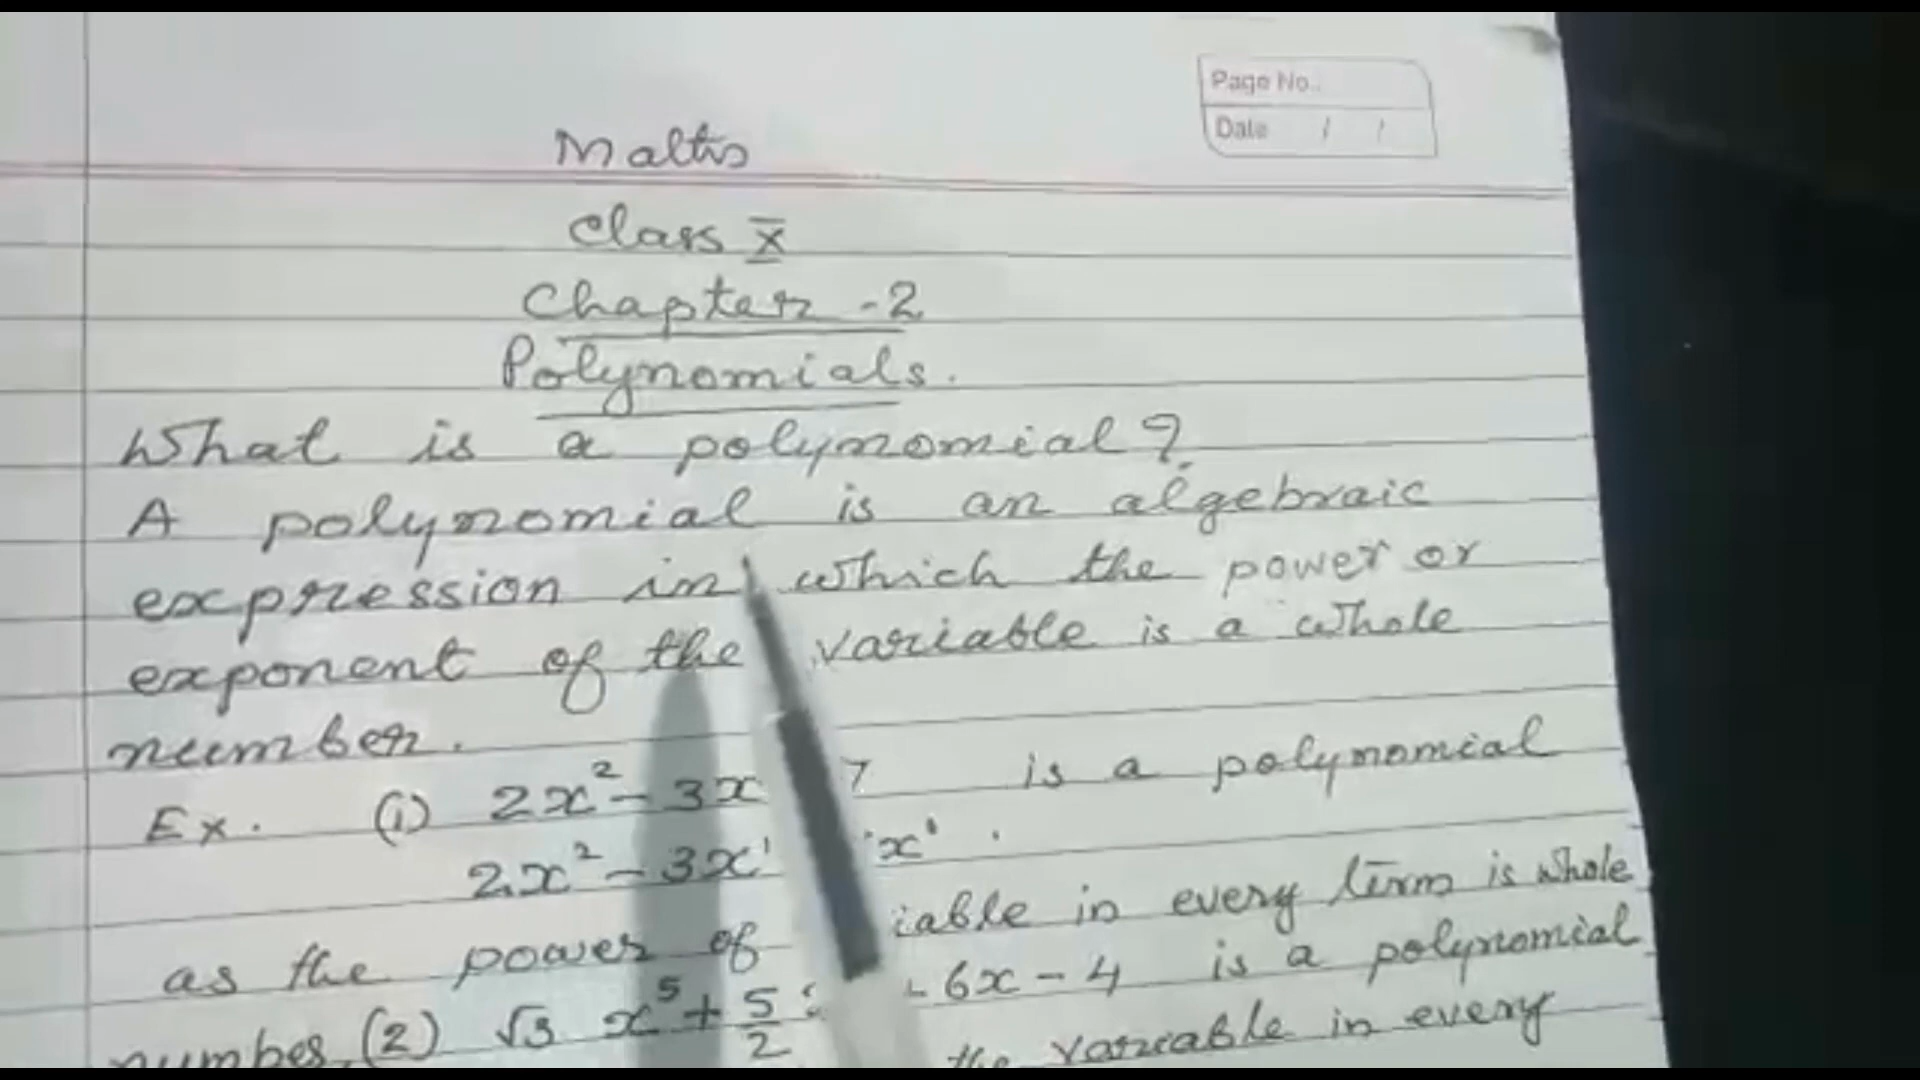 Page No.
Date / /
Maths
Class X
Chapter - 2
Polynomials.
What is a polynomial?
A polynomial is an algebraic
expression in which the power or
exponent of the variable is a whole
number.
Ex. (i) 2x² - 3x 7 is a polynomial
2x² - 3x¹ x⁰.
as the power of iable in every term is whole
number. (2) √3 x⁵ + 5/2 - 6x - 4 is a polynomial
the variable in every